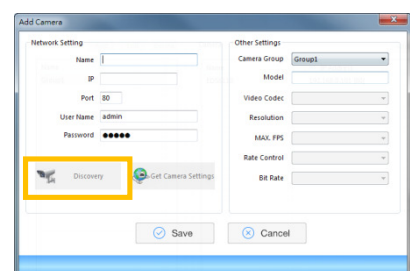 Add Camera
Network Setting
Name
IP
Port 80
User Name admin
Password ●●●●●
Discovery
Get Camera Settings
Other Settings
Camera Group Group1
Model
Video Codec
Resolution
MAX. FPS
Rate Control
Bit Rate
Save
Cancel